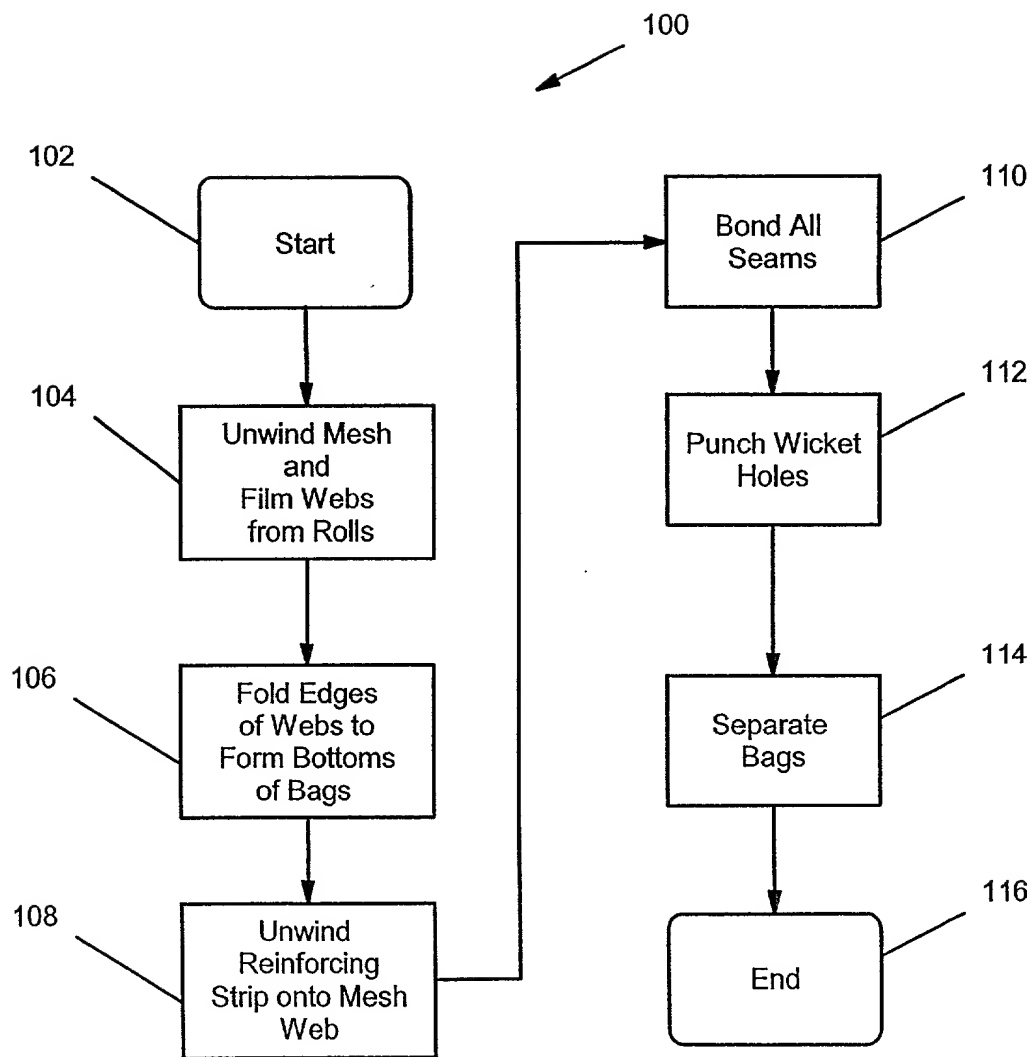 100
102
Start
104
Unwind Mesh
and
Film Webs
from Rolls
106
Fold Edges
of Webs to
Form Bottoms
of Bags
108
Unwind
Reinforcing
Strip onto Mesh
Web
110
Bond All
Seams
112
Punch Wicket
Holes
114
Separate
Bags
116
End